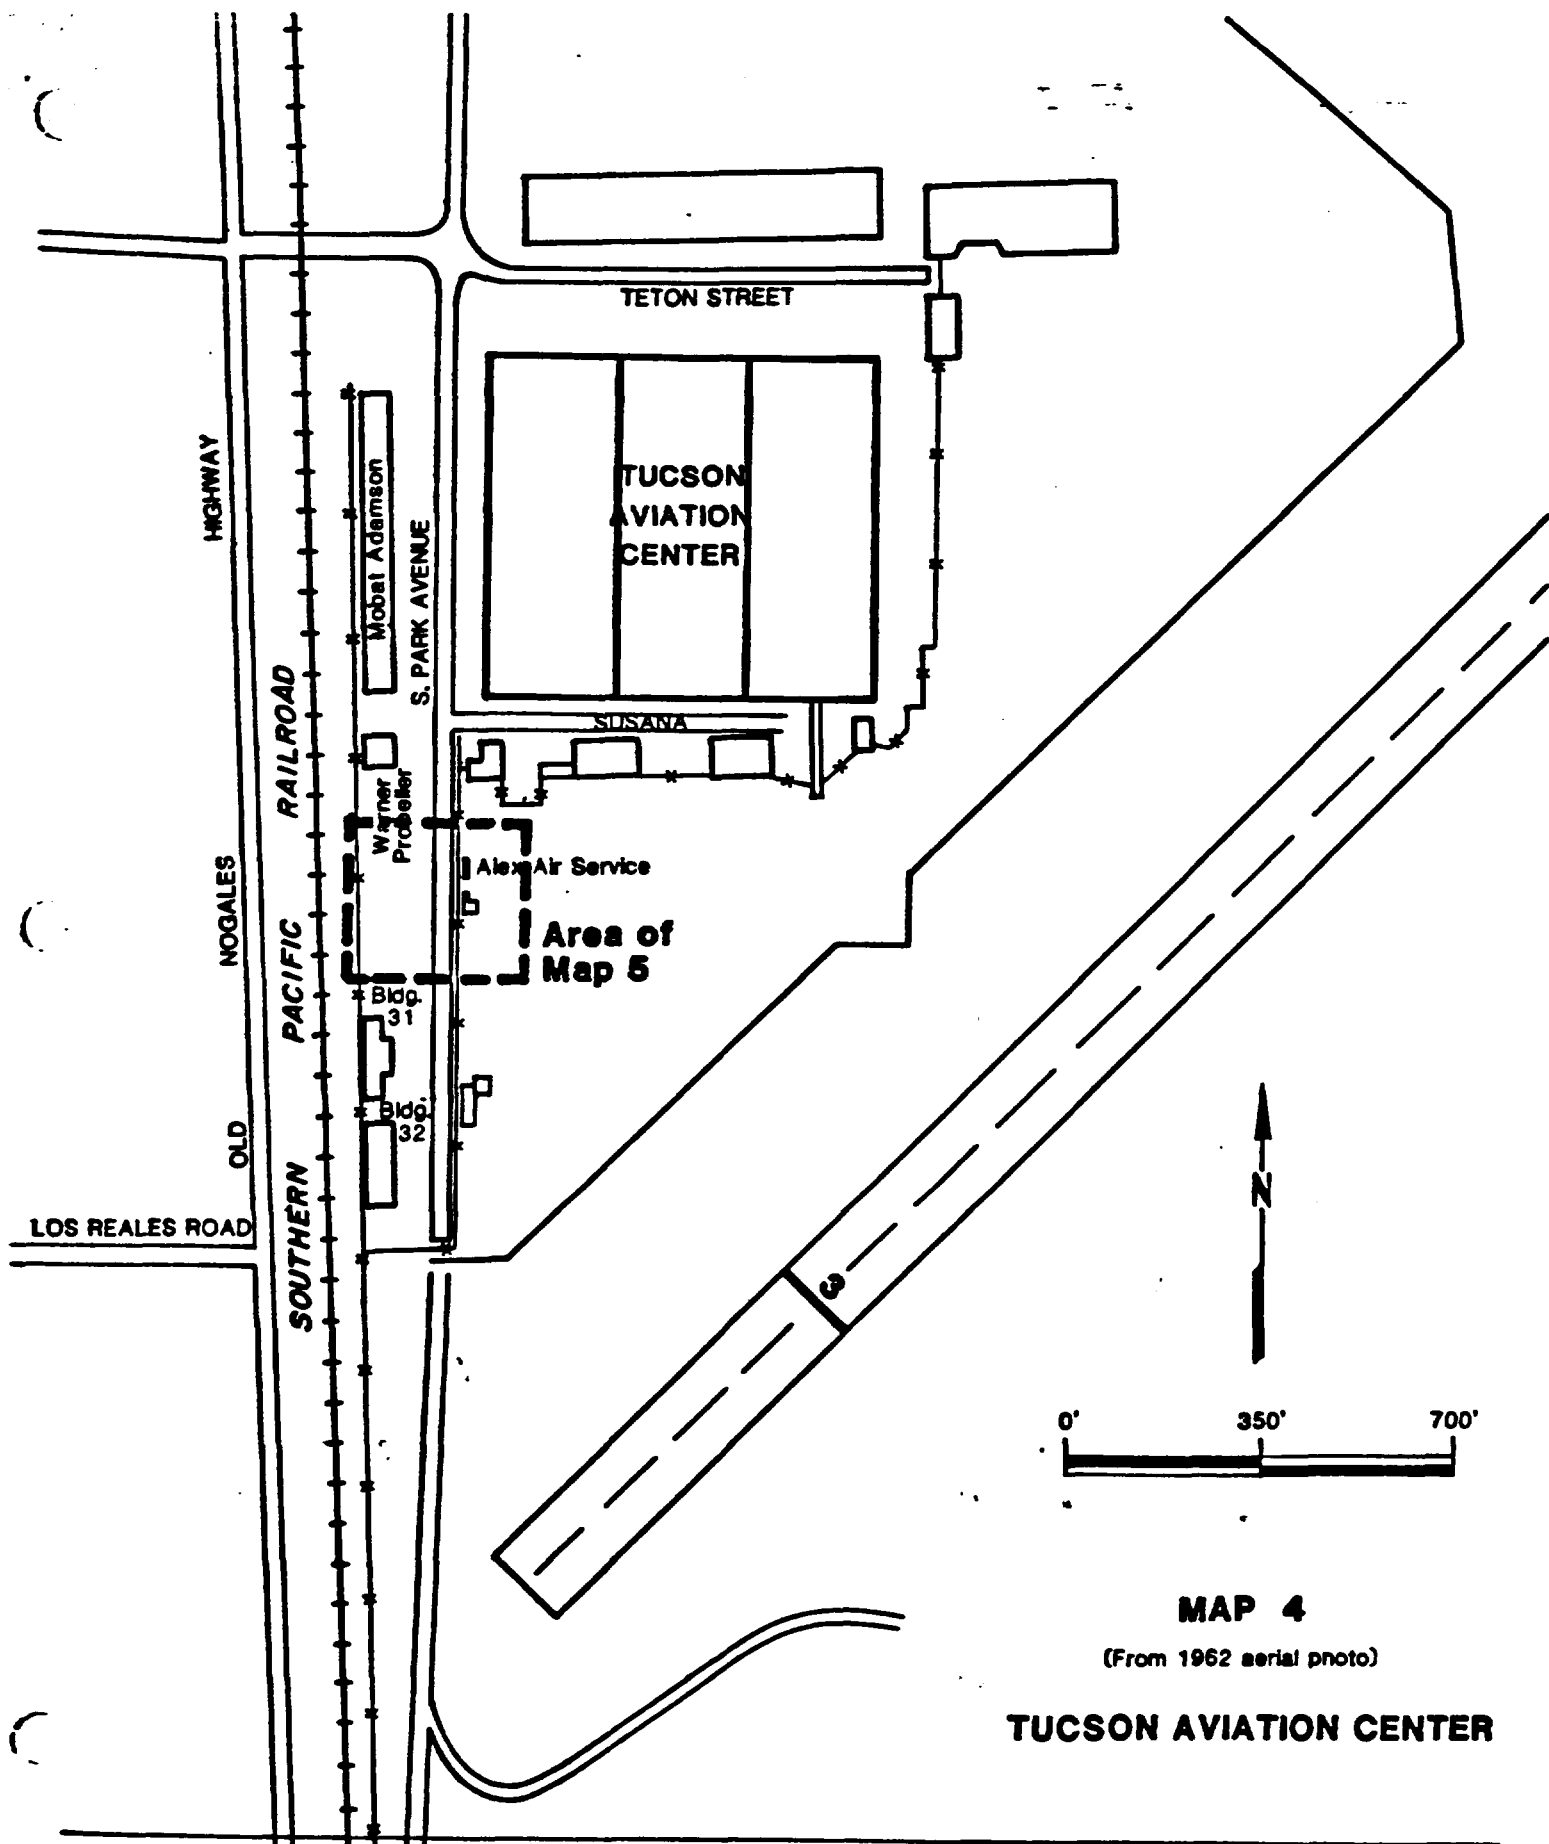 TETON STREET
TUCSON
AVIATION
CENTER
HIGHWAY
Mobat Adamson
S. PARK AVENUE
RAILROAD
SUSANA
Warner
Propeller
Alex Air Service
NOGALES
PACIFIC
Area of
Map 5
Bldg.
31
Bldg.
32
OLD
SOUTHERN
LOS REALES ROAD
N
3
0' 350' 700'
MAP 4
(From 1962 aerial photo)
TUCSON AVIATION CENTER